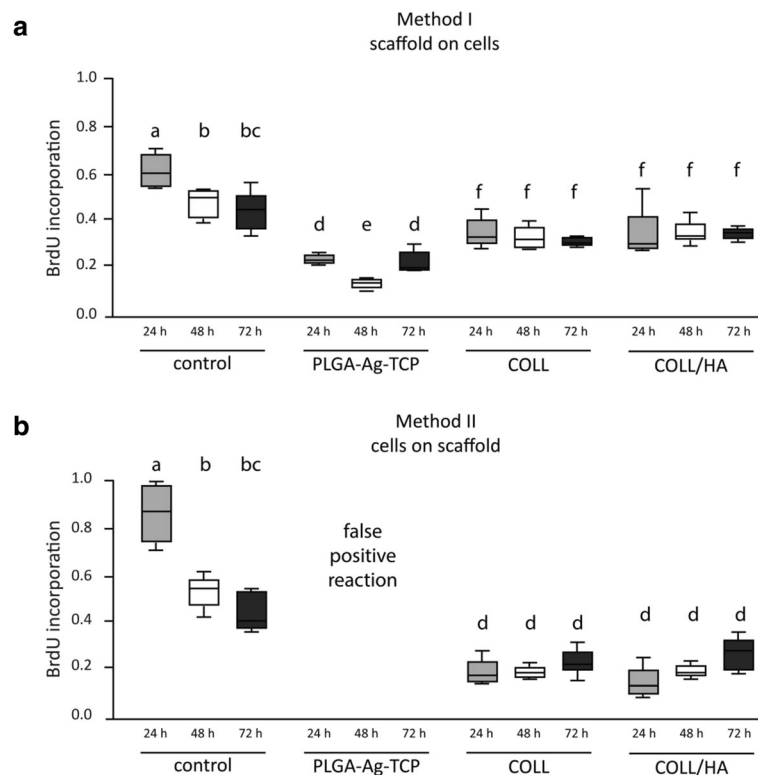 a
Method I
scaffold on cells
BrdU incorporation
1.0
0.8
0.6
0.4
0.2
0.0
a b bc
d e d
f f f
f f f
24 h 48 h 72 h 24 h 48 h 72 h 24 h 48 h 72 h 24 h 48 h 72 h
control PLGA-Ag-TCP COLL COLL/HA
b
Method II
cells on scaffold
BrdU incorporation
1.0
0.8
0.6
0.4
0.2
0.0
a b bc
false
positive
reaction
d d d
d d d
24 h 48 h 72 h 24 h 48 h 72 h 24 h 48 h 72 h 24 h 48 h 72 h
control PLGA-Ag-TCP COLL COLL/HA